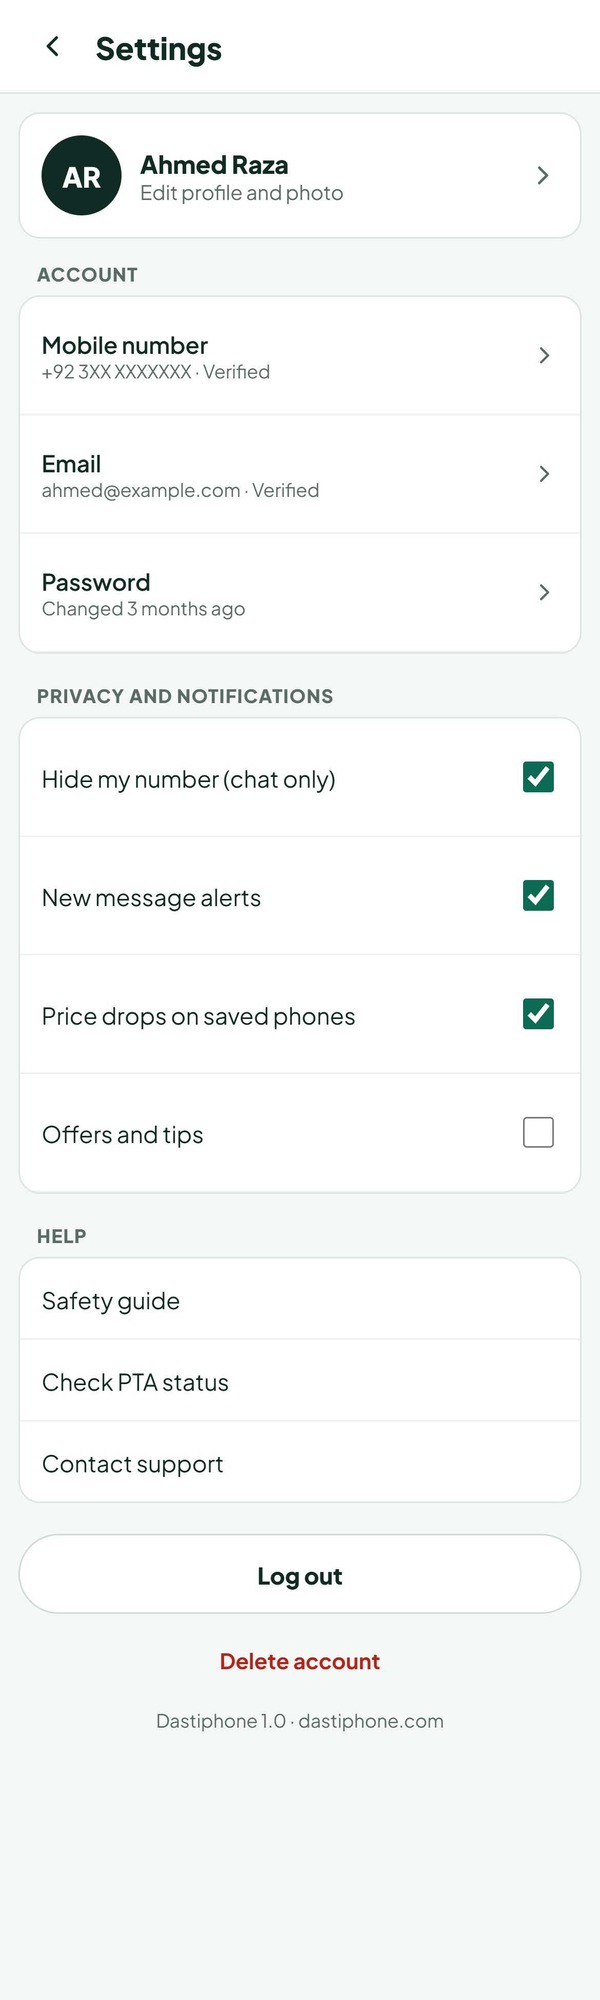 Settings
AR
Ahmed Raza
Edit profile and photo
ACCOUNT
Mobile number
+92 3XX XXXXXXX · Verified
Email
ahmed@example.com · Verified
Password
Changed 3 months ago
PRIVACY AND NOTIFICATIONS
Hide my number (chat only)
New message alerts
Price drops on saved phones
Offers and tips
HELP
Safety guide
Check PTA status
Contact support
Log out
Delete account
Dastiphone 1.0 · dastiphone.com